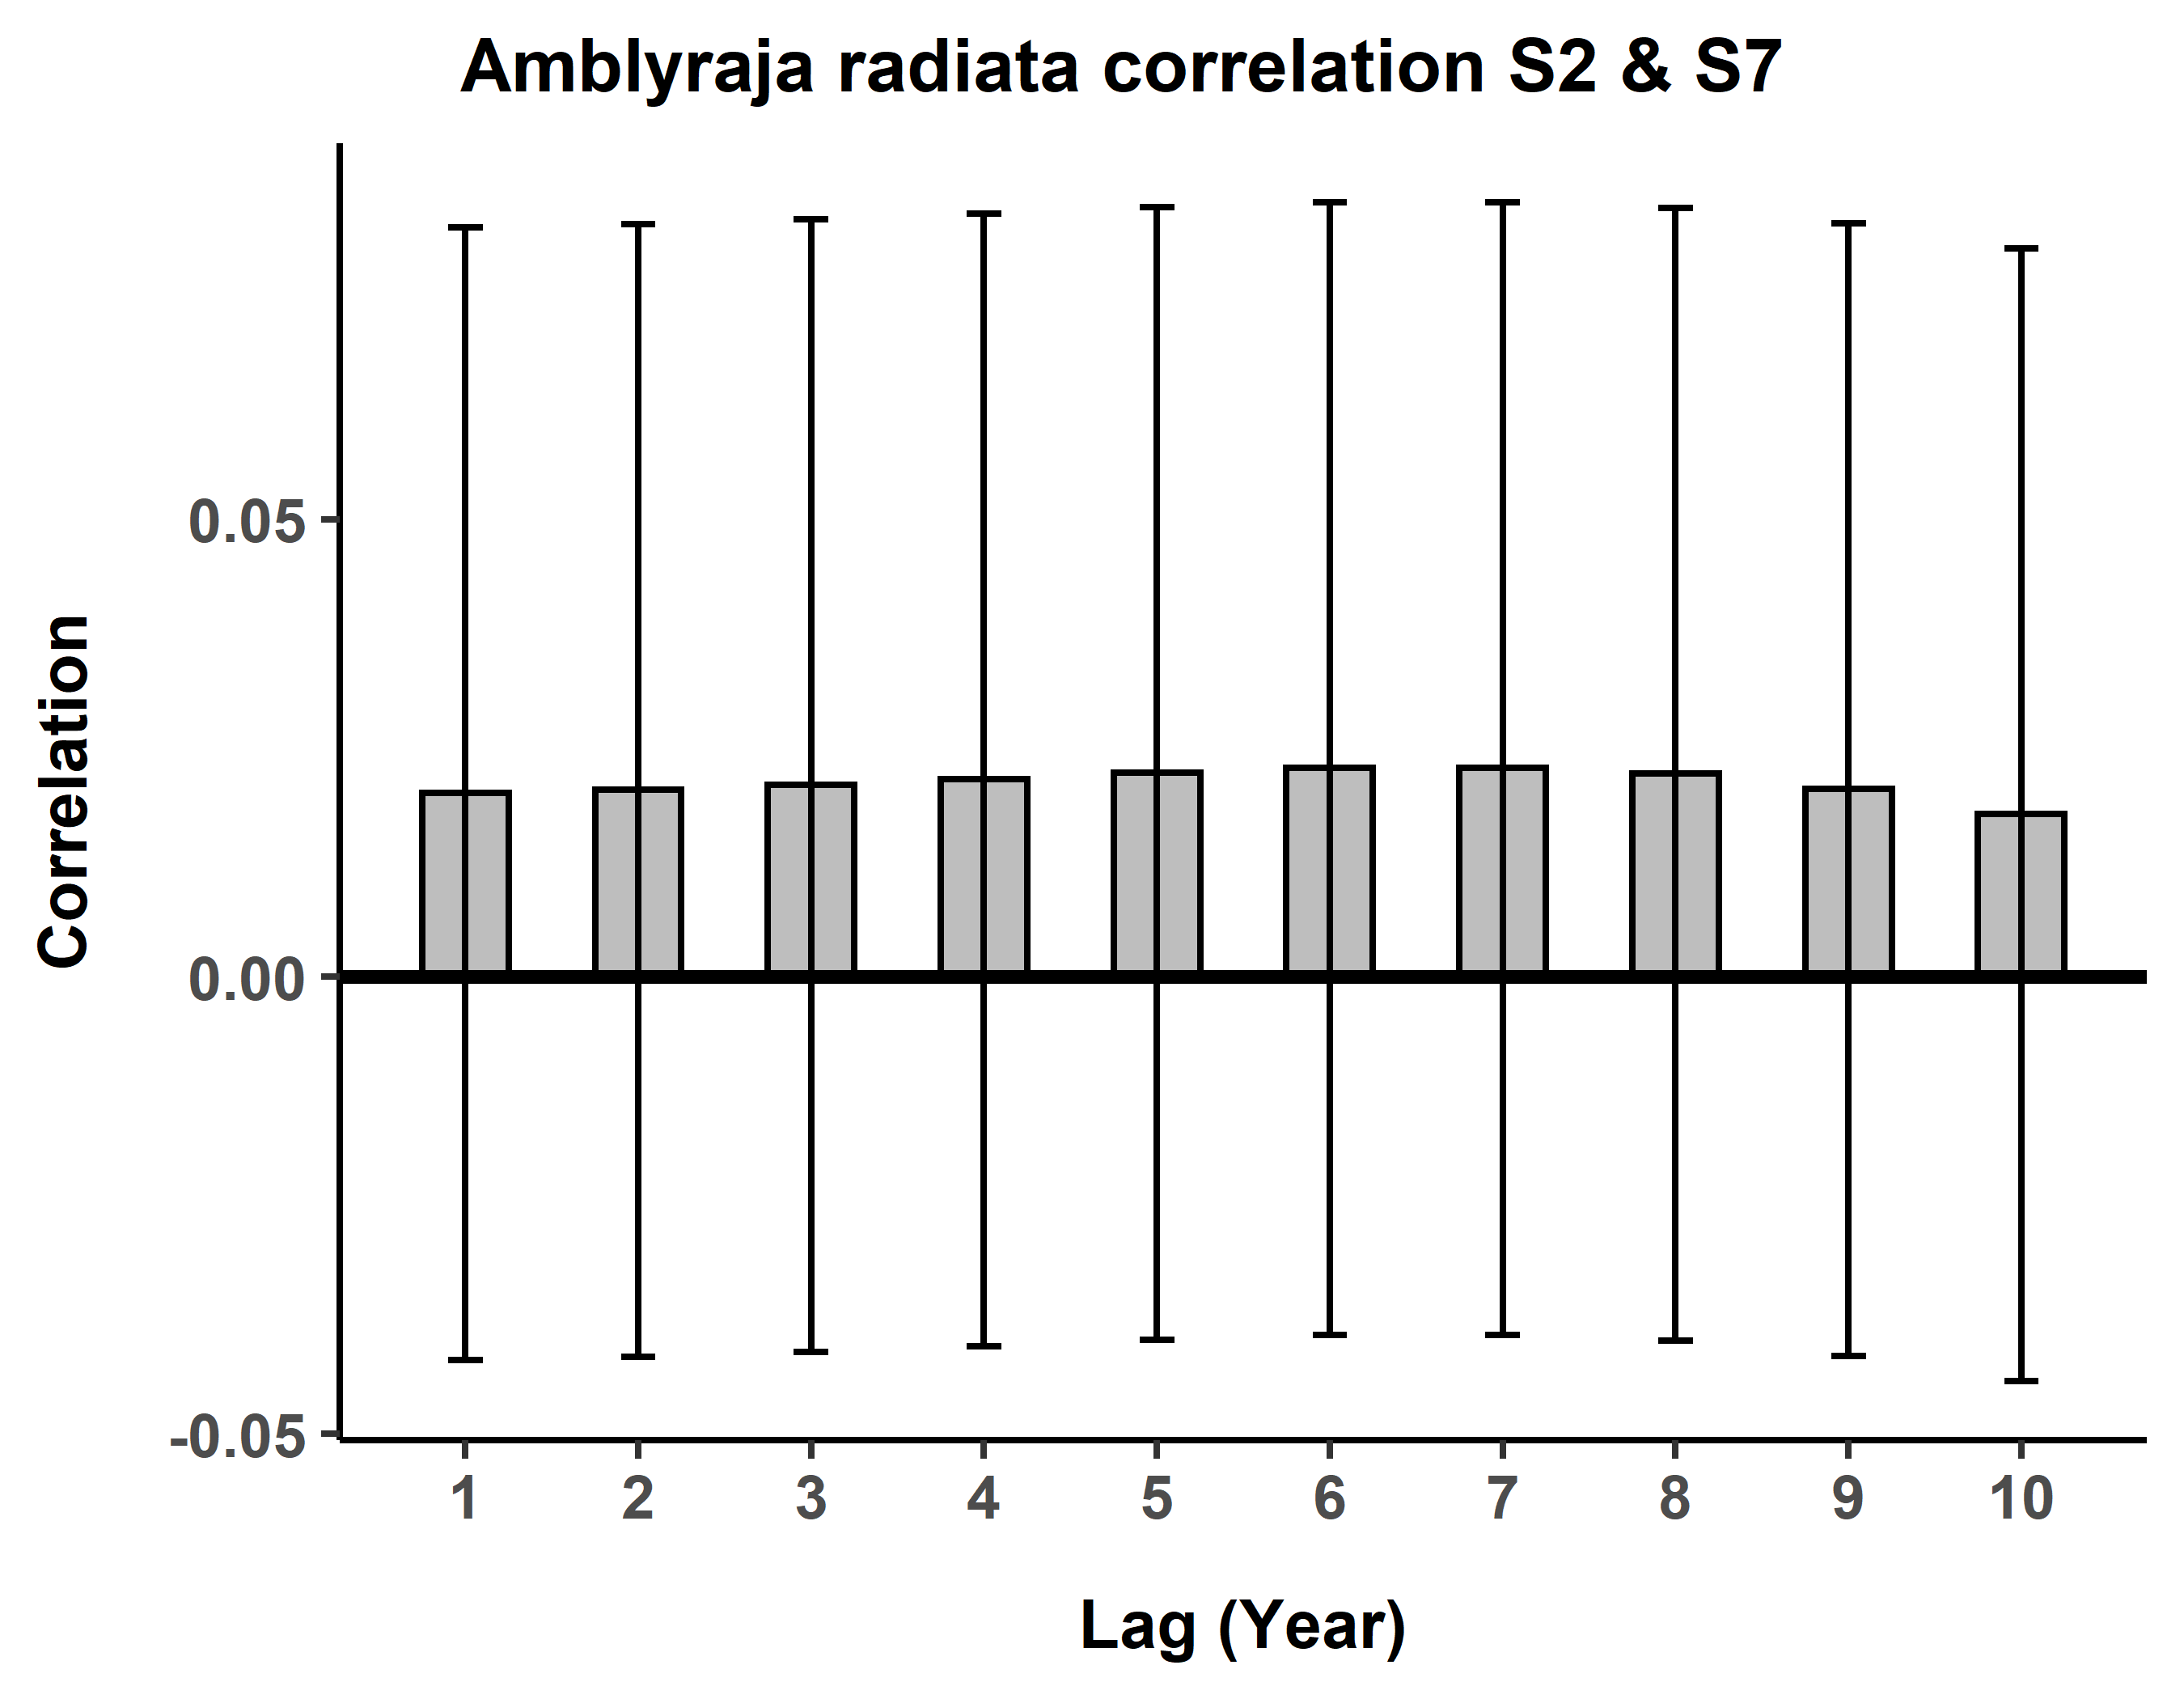 Amblyraja radiata correlation S2 & S7
Correlation
0.05
0.00
-0.05
1 2 3 4 5 6 7 8 9 10
Lag (Year)